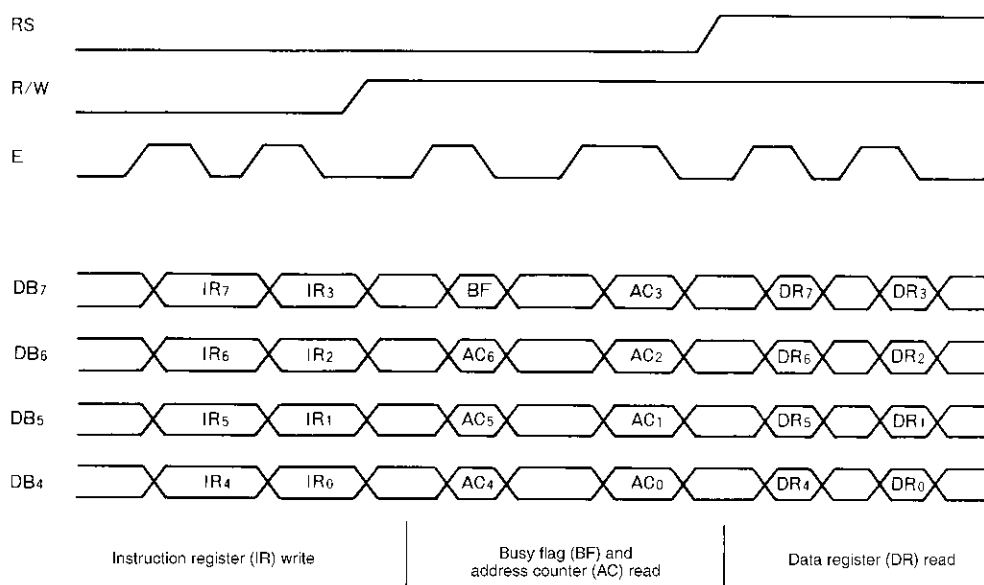 RS
R/W
E
DB7 IR7 IR3 BF AC3 DR7 DR3
DB6 IR6 IR2 AC6 AC2 DR6 DR2
DB5 IR5 IR1 AC5 AC1 DR5 DR1
DB4 IR4 IR0 AC4 AC0 DR4 DR0
Instruction register (IR) write
Busy flag (BF) and
address counter (AC) read
Data register (DR) read